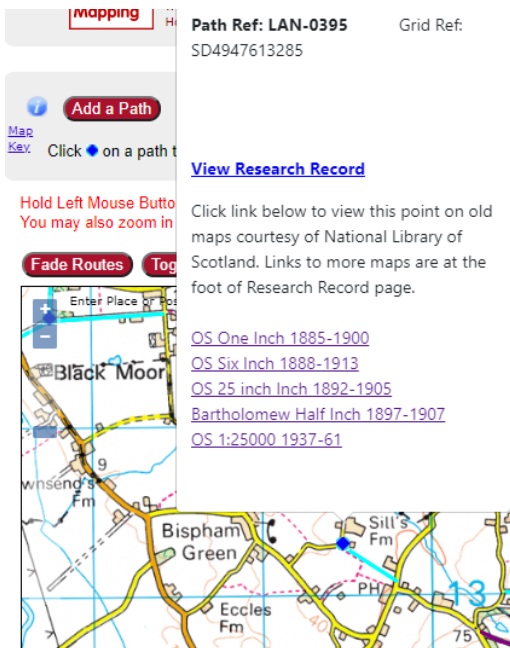 Mapping
Path Ref: LAN-0395 Grid Ref:
SD4947613285
Add a Path
Map
Key
Click on a path t
View Research Record
Hold Left Mouse Butto
You may also zoom in
Click link below to view this point on old
maps courtesy of National Library of
Scotland. Links to more maps are at the
foot of Research Record page.
Fade Routes
Tog
Enter Place or Pos
OS One Inch 1885-1900
OS Six Inch 1888-1913
OS 25 inch Inch 1892-1905
Bartholomew Half Inch 1897-1907
OS 1:25000 1937-61
+
−
Black Moor
9
wnsend's
Fm
Bispham
Green
Sill's
Fm
PH
13
Eccles
Fm
40
75